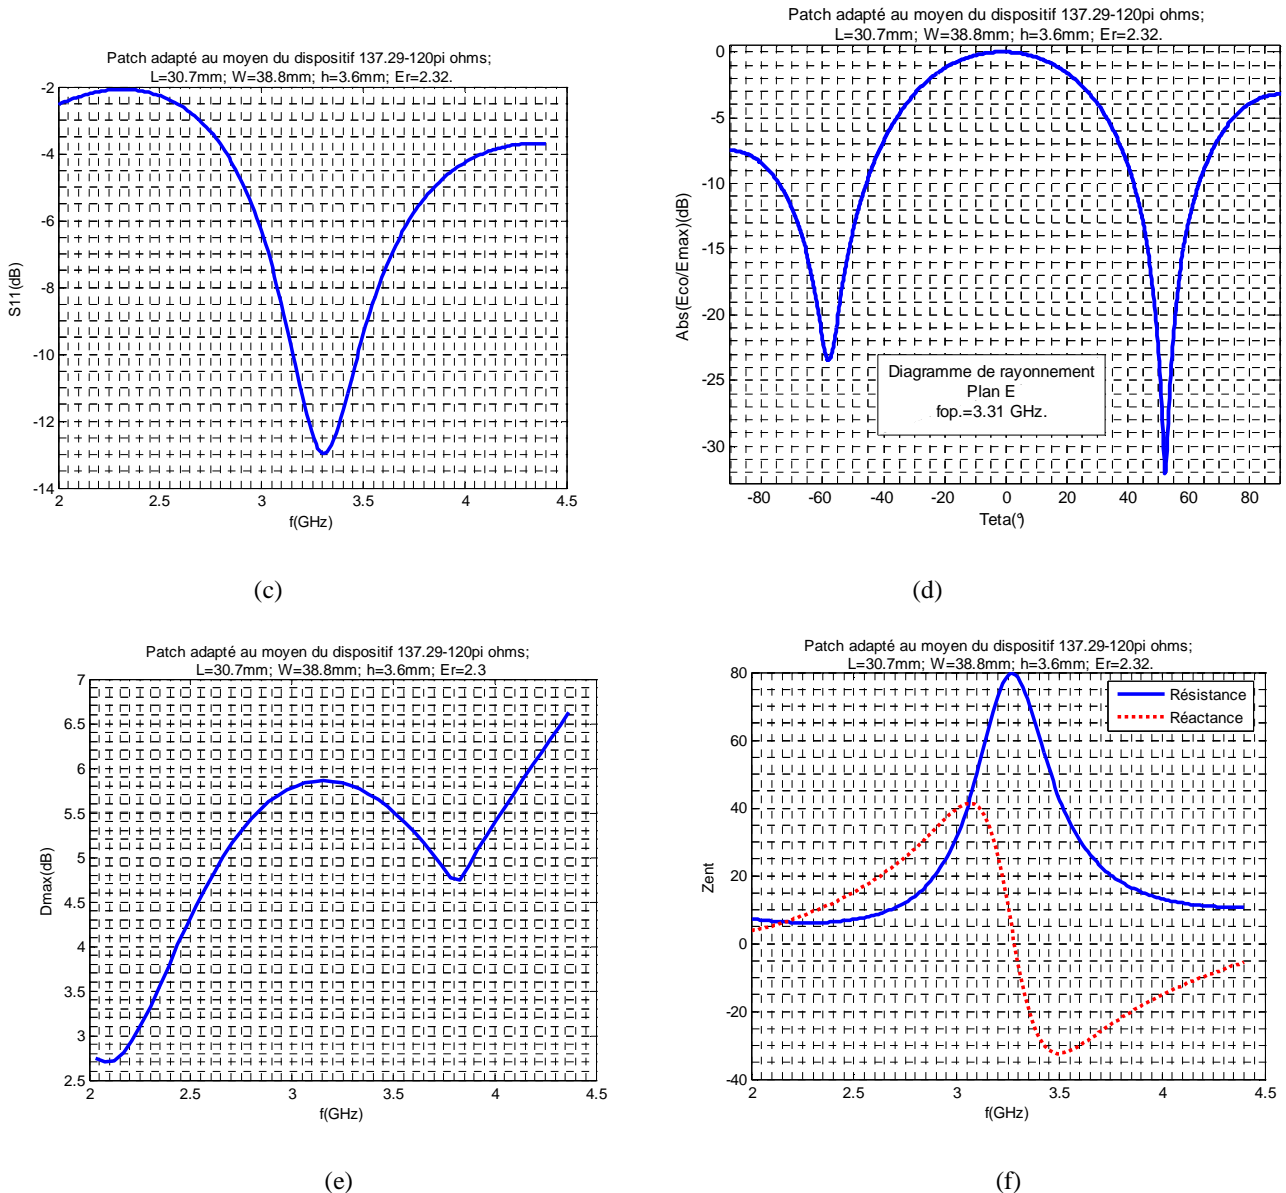 Patch adapté au moyen du dispositif 137.29-120pi ohms;
L=30.7mm; W=38.8mm; h=3.6mm; Er=2.32.
-2
-4
-6
-8
-10
-12
-14
S11(dB)
2 2.5 3 3.5 4 4.5
f(GHz)
(c)
Patch adapté au moyen du dispositif 137.29-120pi ohms;
L=30.7mm; W=38.8mm; h=3.6mm; Er=2.32.
0
-5
-10
-15
-20
-25
-30
Abs(Eco/Emax)(dB)
Diagramme de rayonnement
Plan E
fop.=3.31 GHz.
-80 -60 -40 -20 0 20 40 60 80
Teta(°)
(d)
Patch adapté au moyen du dispositif 137.29-120pi ohms;
L=30.7mm; W=38.8mm; h=3.6mm; Er=2.3
7
6.5
6
5.5
5
4.5
4
3.5
3
2.5
Dmax(dB)
2 2.5 3 3.5 4 4.5
f(GHz)
(e)
Patch adapté au moyen du dispositif 137.29-120pi ohms;
L=30.7mm; W=38.8mm; h=3.6mm; Er=2.32.
80
60
40
20
0
-20
-40
Zent
Résistance
Réactance
2 2.5 3 3.5 4 4.5
f(GHz)
(f)